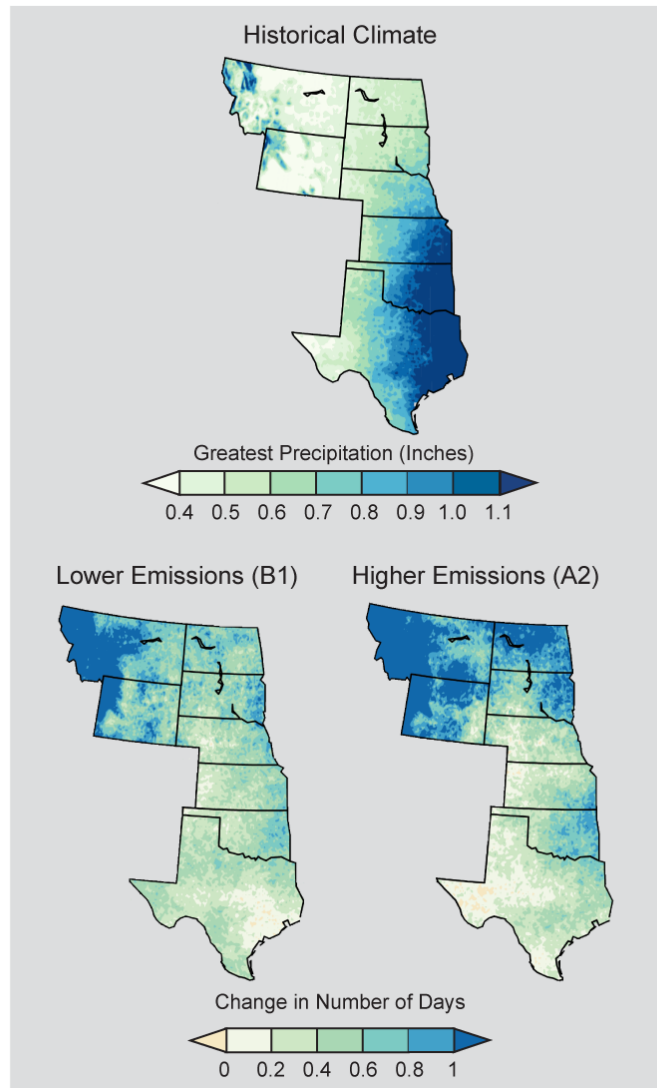 Historical Climate
Greatest Precipitation (Inches)
0.4 0.5 0.6 0.7 0.8 0.9 1.0 1.1
Lower Emissions (B1) Higher Emissions (A2)
Change in Number of Days
0 0.2 0.4 0.6 0.8 1